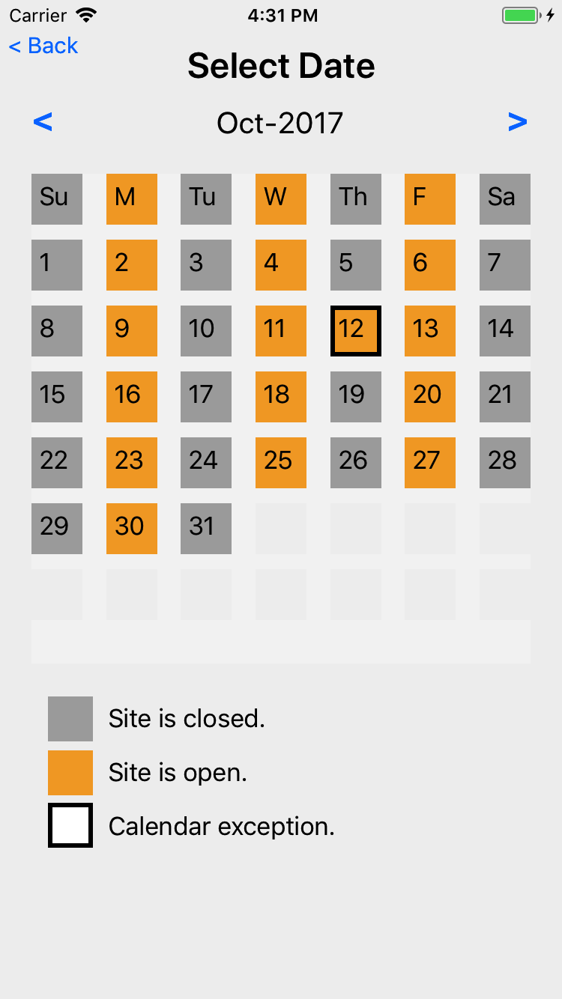 Carrier 4:31 PM
< Back
Select Date
< Oct-2017 >
Su M Tu W Th F Sa
1 2 3 4 5 6 7
8 9 10 11 12 13 14
15 16 17 18 19 20 21
22 23 24 25 26 27 28
29 30 31
Site is closed.
Site is open.
Calendar exception.